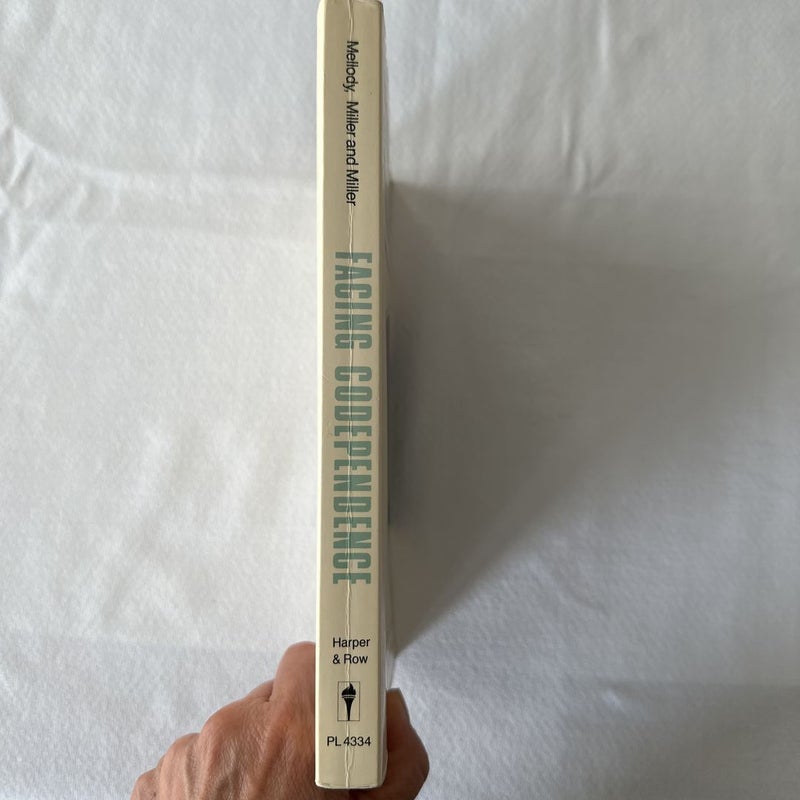 Mellody, Miller and Miller
FACING CODEPENDENCE
Harper
& Row
PL 4334